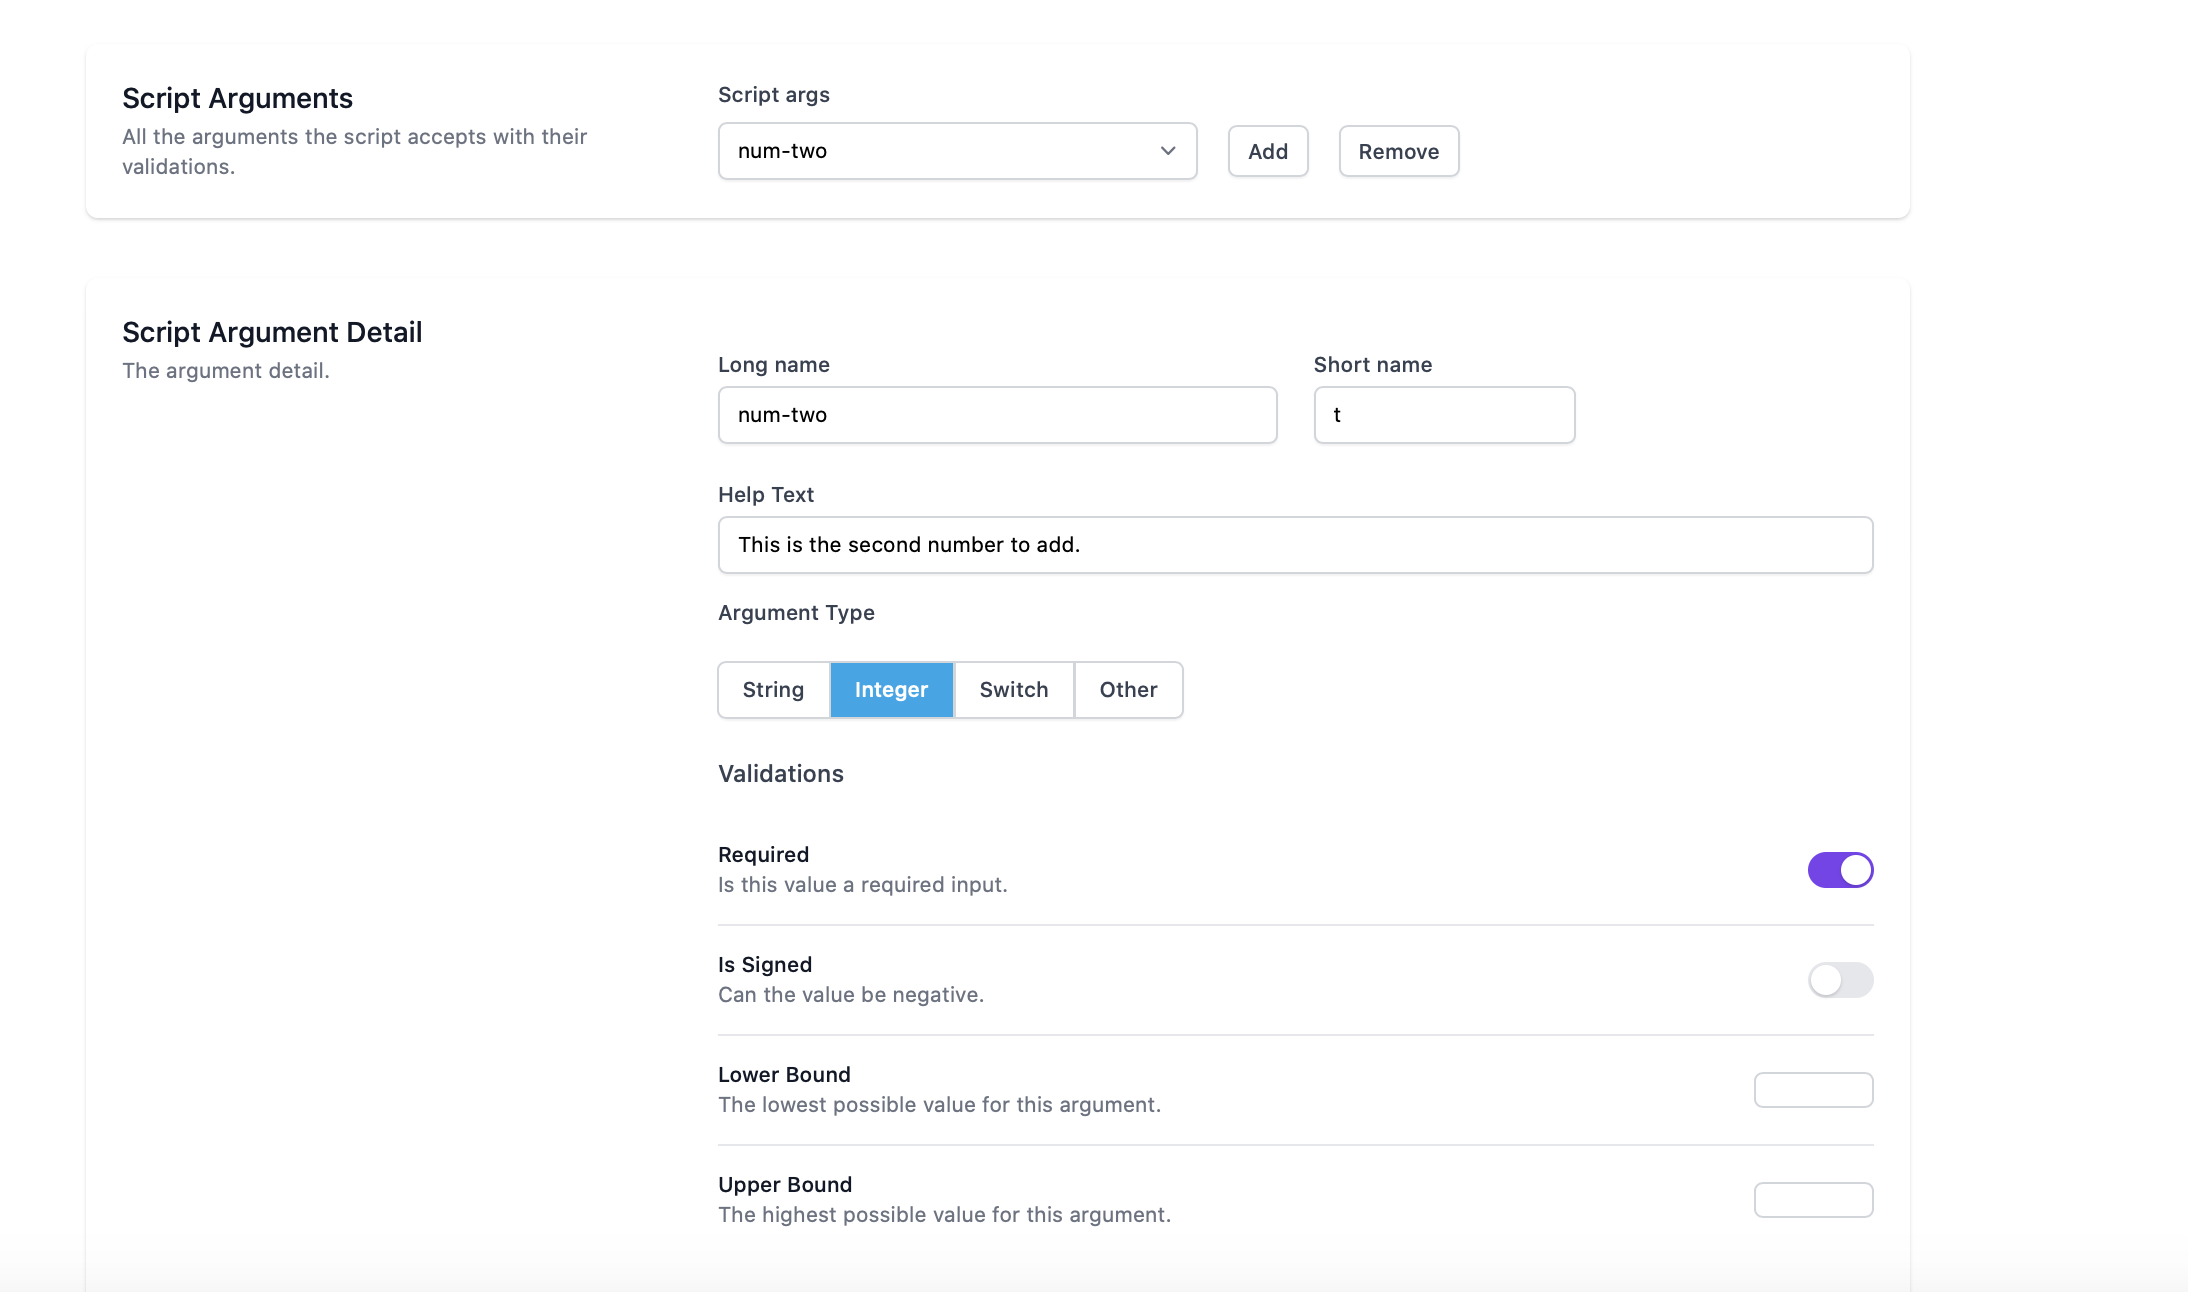 Script Arguments
All the arguments the script accepts with their
validations.
Script args
num-two
Add
Remove
Script Argument Detail
The argument detail.
Long name
Short name
num-two
t
Help Text
This is the second number to add.
Argument Type
String
Integer
Switch
Other
Validations
Required
Is this value a required input.
Is Signed
Can the value be negative.
Lower Bound
The lowest possible value for this argument.
Upper Bound
The highest possible value for this argument.